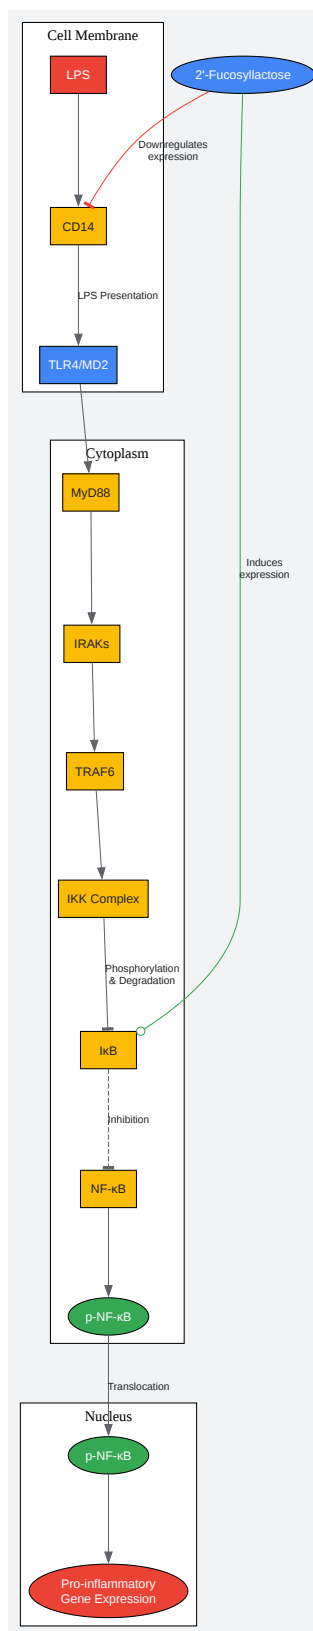 Cell Membrane
LPS
2'-Fucosyllactose
Downregulates
expression
CD14
LPS Presentation
TLR4/MD2
Cytoplasm
MyD88
Induces
expression
IRAKs
TRAF6
IKK Complex
Phosphorylation
& Degradation
IκB
Inhibition
NF-κB
p-NF-κB
Translocation
Nucleus
p-NF-κB
Pro-inflammatory
Gene Expression